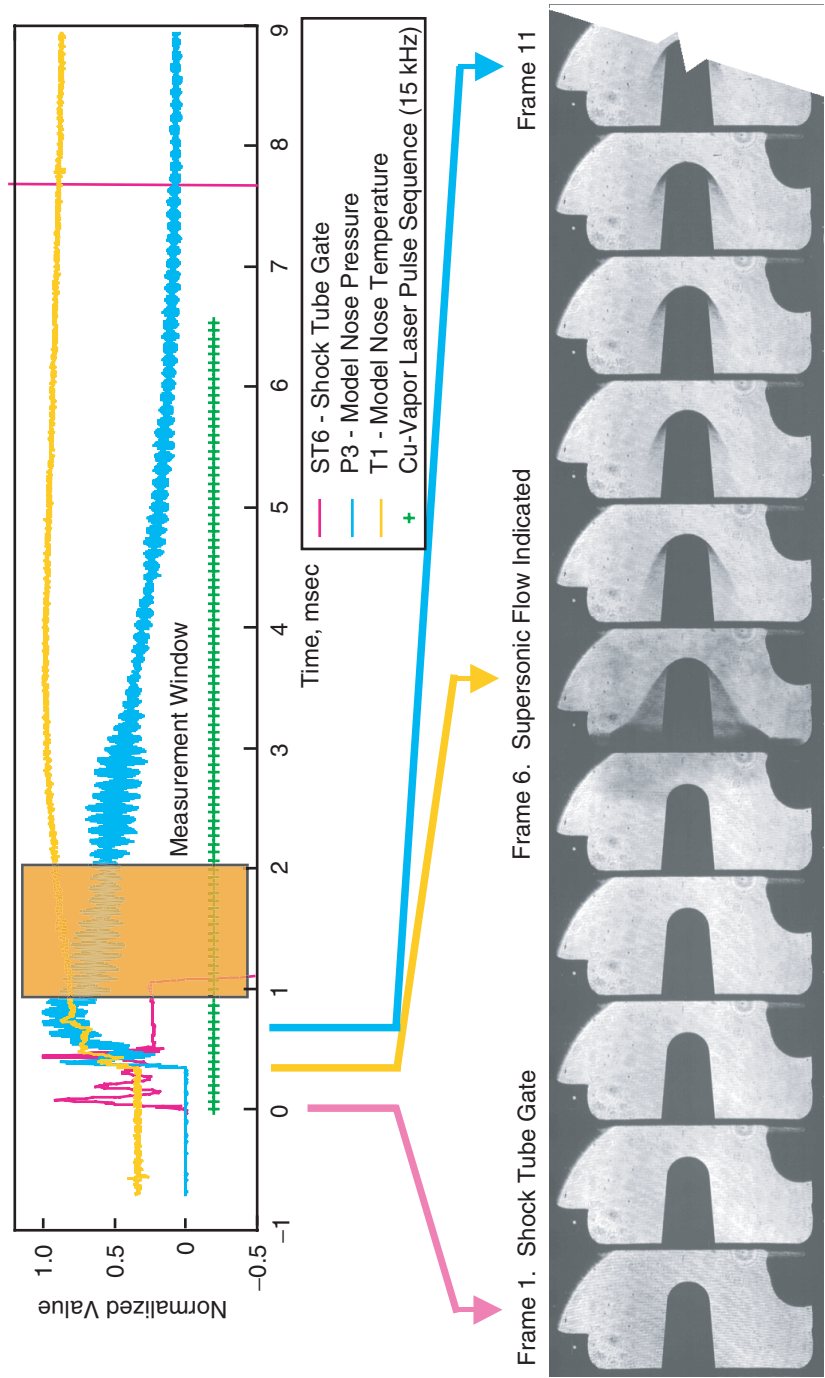 Normalized Value
1.0
0.5
0
−0.5
−1
0
1
2
3
4
5
6
7
8
9
Time, msec
Measurement Window
ST6 - Shock Tube Gate
P3 - Model Nose Pressure
T1 - Model Nose Temperature
Cu-Vapor Laser Pulse Sequence (15 kHz)
Frame 1. Shock Tube Gate
Frame 6. Supersonic Flow Indicated
Frame 11